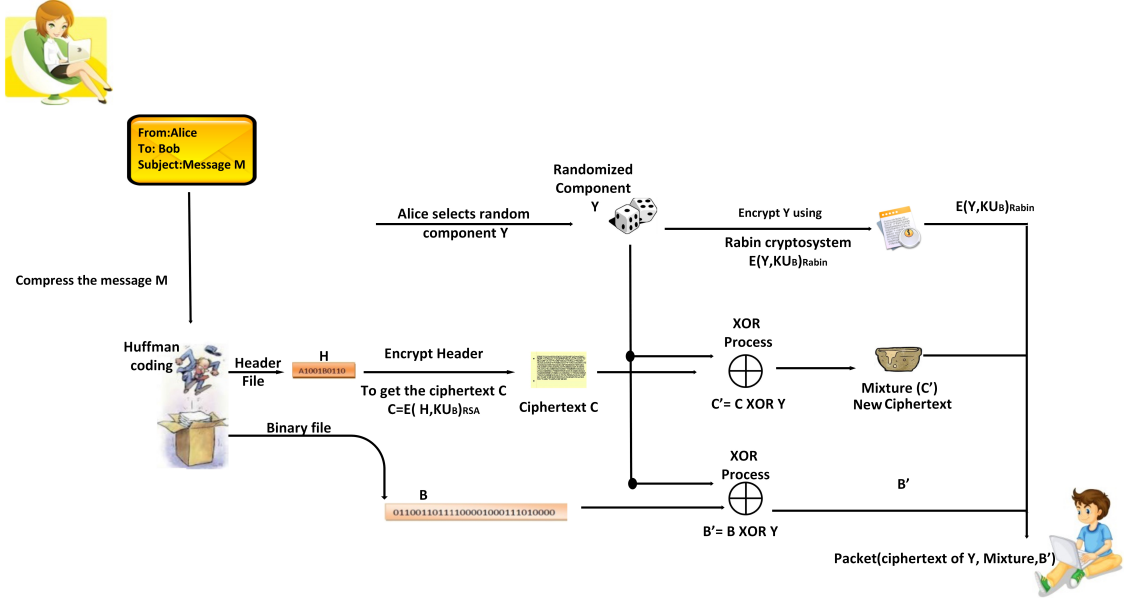 From:Alice
To: Bob
Subject:Message M
Randomized
Component
Y
Alice selects random
component Y
Encrypt Y using
Rabin cryptosystem
E(Y,KUB)Rabin
E(Y,KUB)Rabin
Compress the message M
Huffman
coding
Header
File
H
A100180110
Encrypt Header
To get the ciphertext C
C=E( H,KUB)RSA
Ciphertext C
XOR
Process
C’= C XOR Y
Mixture (C’)
New Ciphertext
Binary file
B
0110011011110000100011101000​0
XOR
Process
B’= B XOR Y
B’
Packet(ciphertext of Y, Mixture,B’)